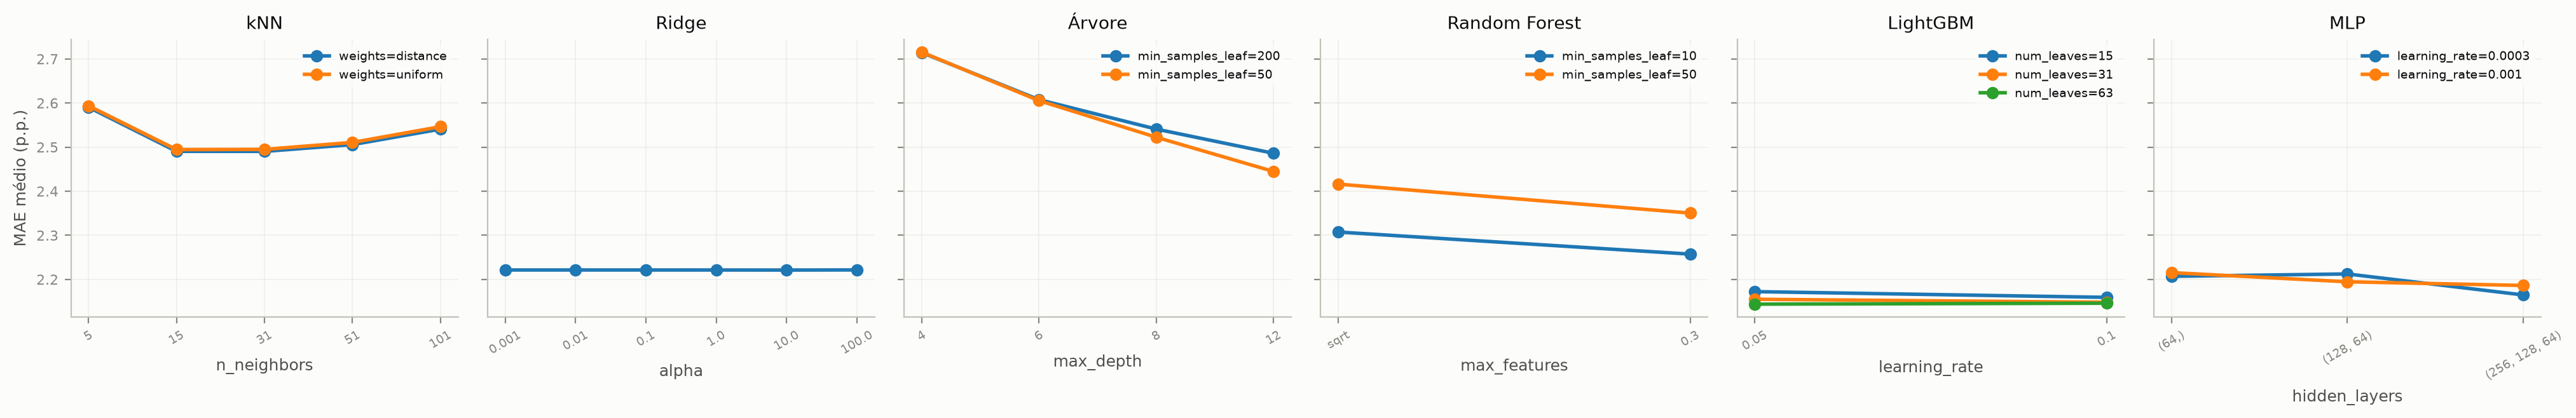 kNN
weights=distance
weights=uniform
MAE médio (p.p.)
2.7
2.6
2.5
2.4
2.3
2.2
5
15
31
51
101
n_neighbors
Ridge
0.001
0.01
0.1
1.0
10.0
100.0
alpha
Árvore
min_samples_leaf=200
min_samples_leaf=50
4
6
8
12
max_depth
Random Forest
min_samples_leaf=10
min_samples_leaf=50
sqrt
0.3
max_features
LightGBM
num_leaves=15
num_leaves=31
num_leaves=63
0.05
0.1
learning_rate
MLP
learning_rate=0.0003
learning_rate=0.001
(64,)
(128, 64)
(256, 128, 64)
hidden_layers